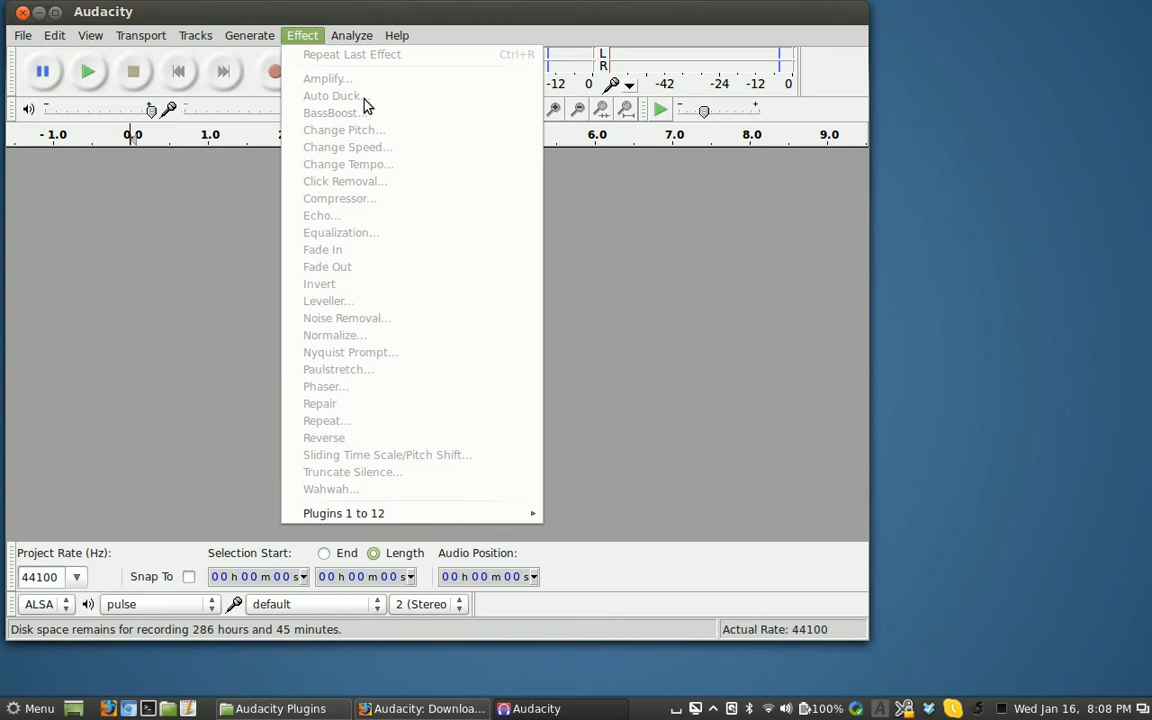 Audacity
File Edit View Transport Tracks Generate Effect Analyze Help
Repeat Last Effect Ctrl+R
Amplify...
Auto Duck...
BassBoost...
Change Pitch...
Change Speed...
Change Tempo...
Click Removal...
Compressor...
Echo...
Equalization...
Fade In
Fade Out
Invert
Leveller...
Noise Removal...
Normalize...
Nyquist Prompt...
Paulstretch...
Phaser...
Repair
Repeat...
Reverse
Sliding Time Scale/Pitch Shift...
Truncate Silence...
Wahwah...
Plugins 1 to 12
L
R
-12 0 -42 -24 -12 0
- 1.0 0.0 1.0 6.0 7.0 8.0 9.0
Project Rate (Hz): Selection Start: End Length Audio Position:
44100 Snap To 00 h 00 m 00 s 00 h 00 m 00 s 00 h 00 m 00 s
ALSA pulse default 2 (Stereo
Disk space remains for recording 286 hours and 45 minutes. Actual Rate: 44100
Menu Audacity Plugins Audacity: Downloa... Audacity 100% Wed Jan 16, 8:08 PM